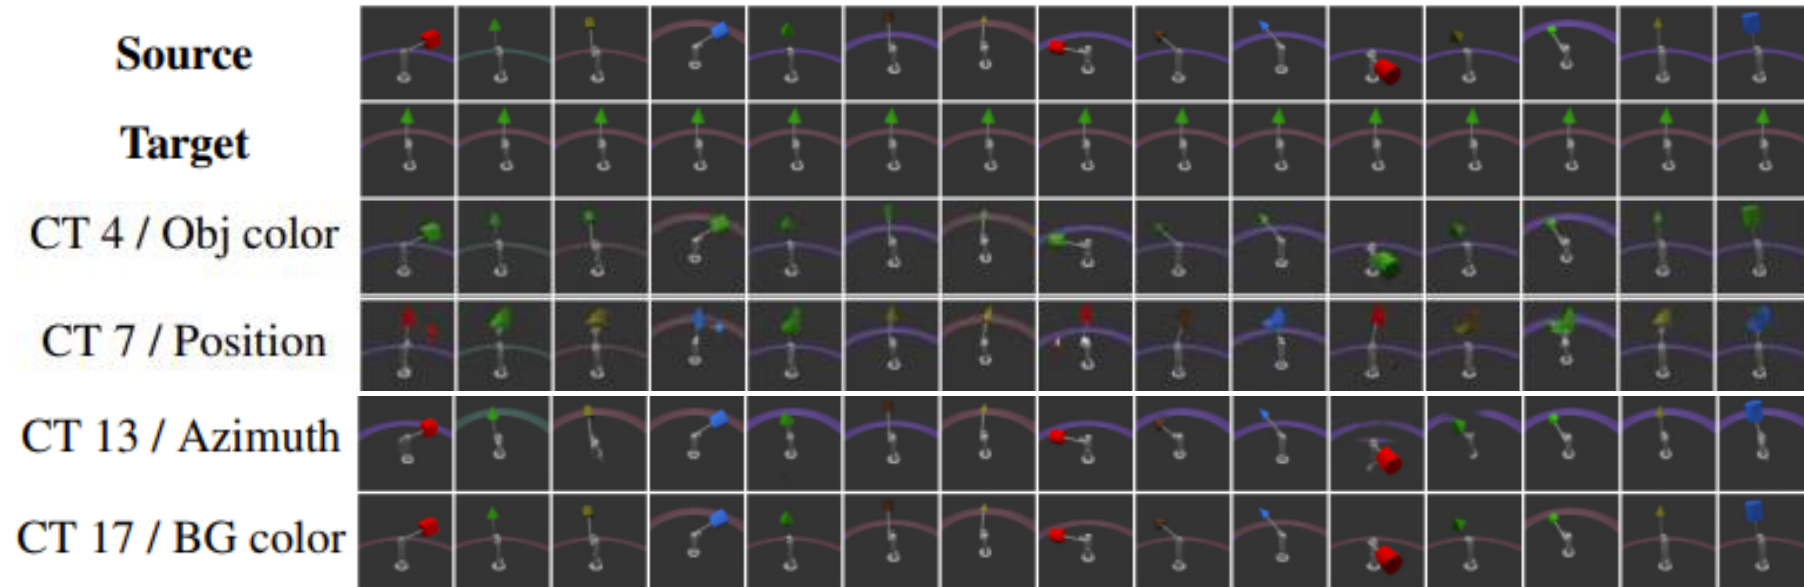 Source
Target
CT 4 / Obj color
CT 7 / Position
CT 13 / Azimuth
CT 17 / BG color